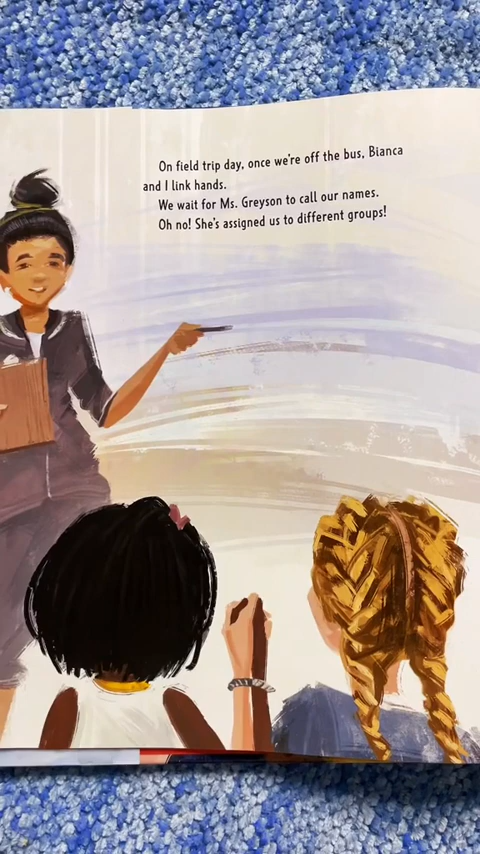 On field trip day, once we're off the bus, Bianca
and I link hands.
We wait for Ms. Greyson to call our names.
Oh no! She's assigned us to different groups!